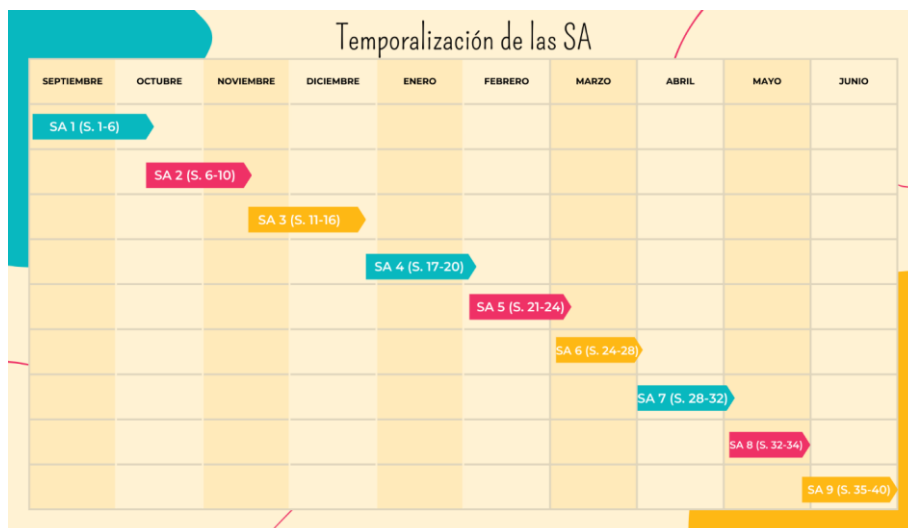 Temporalización de las SA
SEPTIEMBRE OCTUBRE NOVIEMBRE DICIEMBRE ENERO FEBRERO MARZO ABRIL MAYO JUNIO
SA 1 (S. 1-6)
SA 2 (S. 6-10)
SA 3 (S. 11-16)
SA 4 (S. 17-20)
SA 5 (S. 21-24)
SA 6 (S. 24-28)
SA 7 (S. 28-32)
SA 8 (S. 32-34)
SA 9 (S. 35-40)